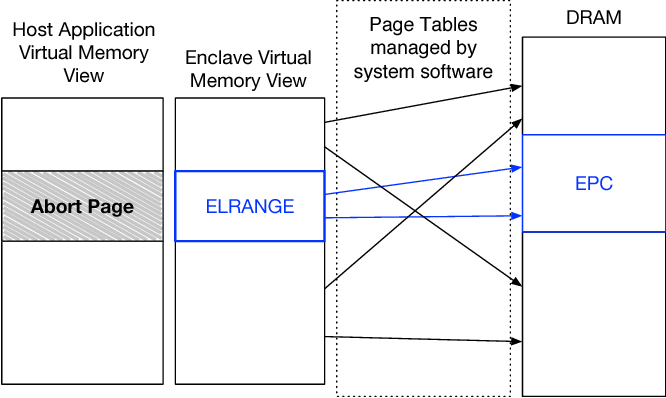 Host Application
Virtual Memory
View
Enclave Virtual
Memory View
Page Tables
managed by
system software
DRAM
Abort Page
ELRANGE
EPC